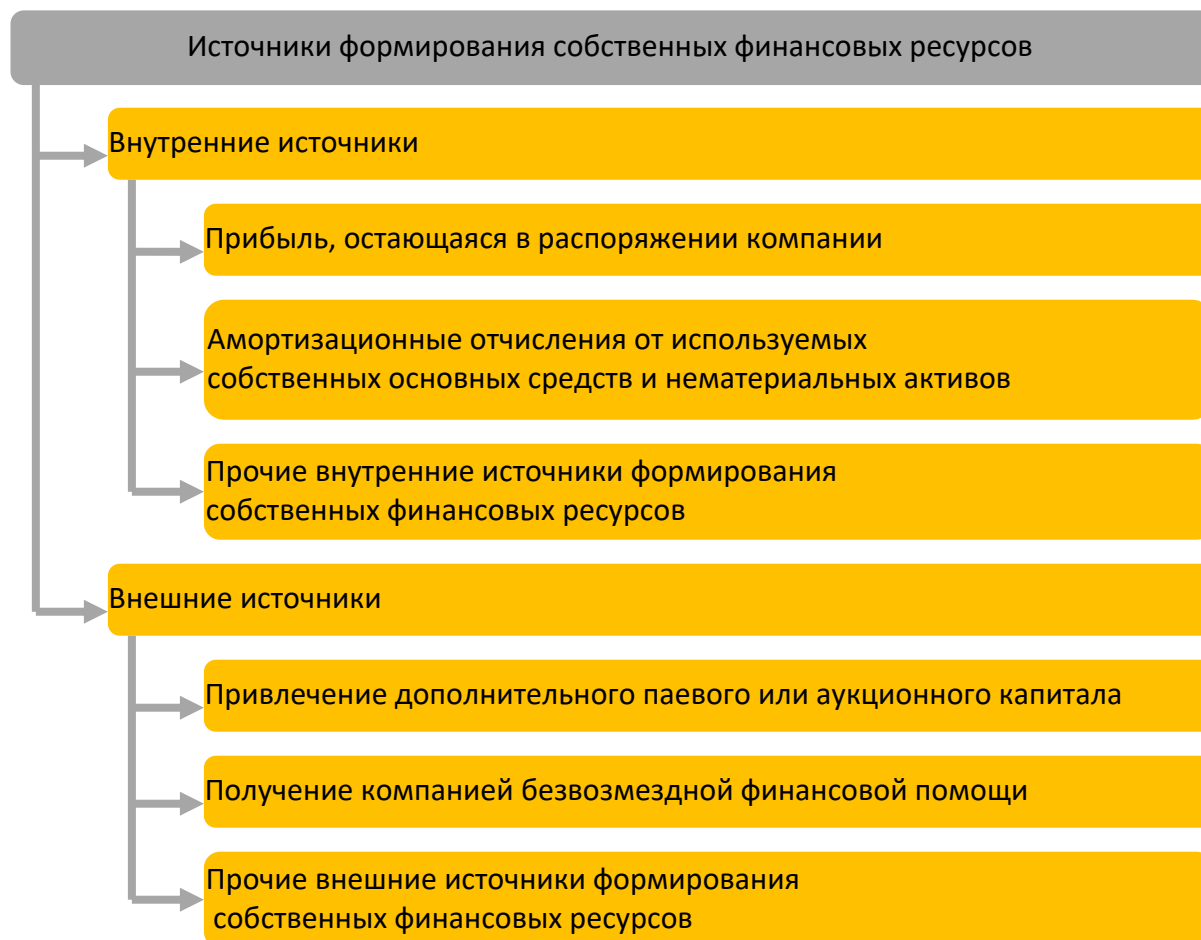 Источники формирования собственных финансовых ресурсов
Внутренние источники
Прибыль, остающаяся в распоряжении компании
Амортизационные отчисления от используемых
собственных основных средств и нематериальных активов
Прочие внутренние источники формирования
собственных финансовых ресурсов
Внешние источники
Привлечение дополнительного паевого или аукционного капитала
Получение компанией безвозмездной финансовой помощи
Прочие внешние источники формирования
собственных финансовых ресурсов